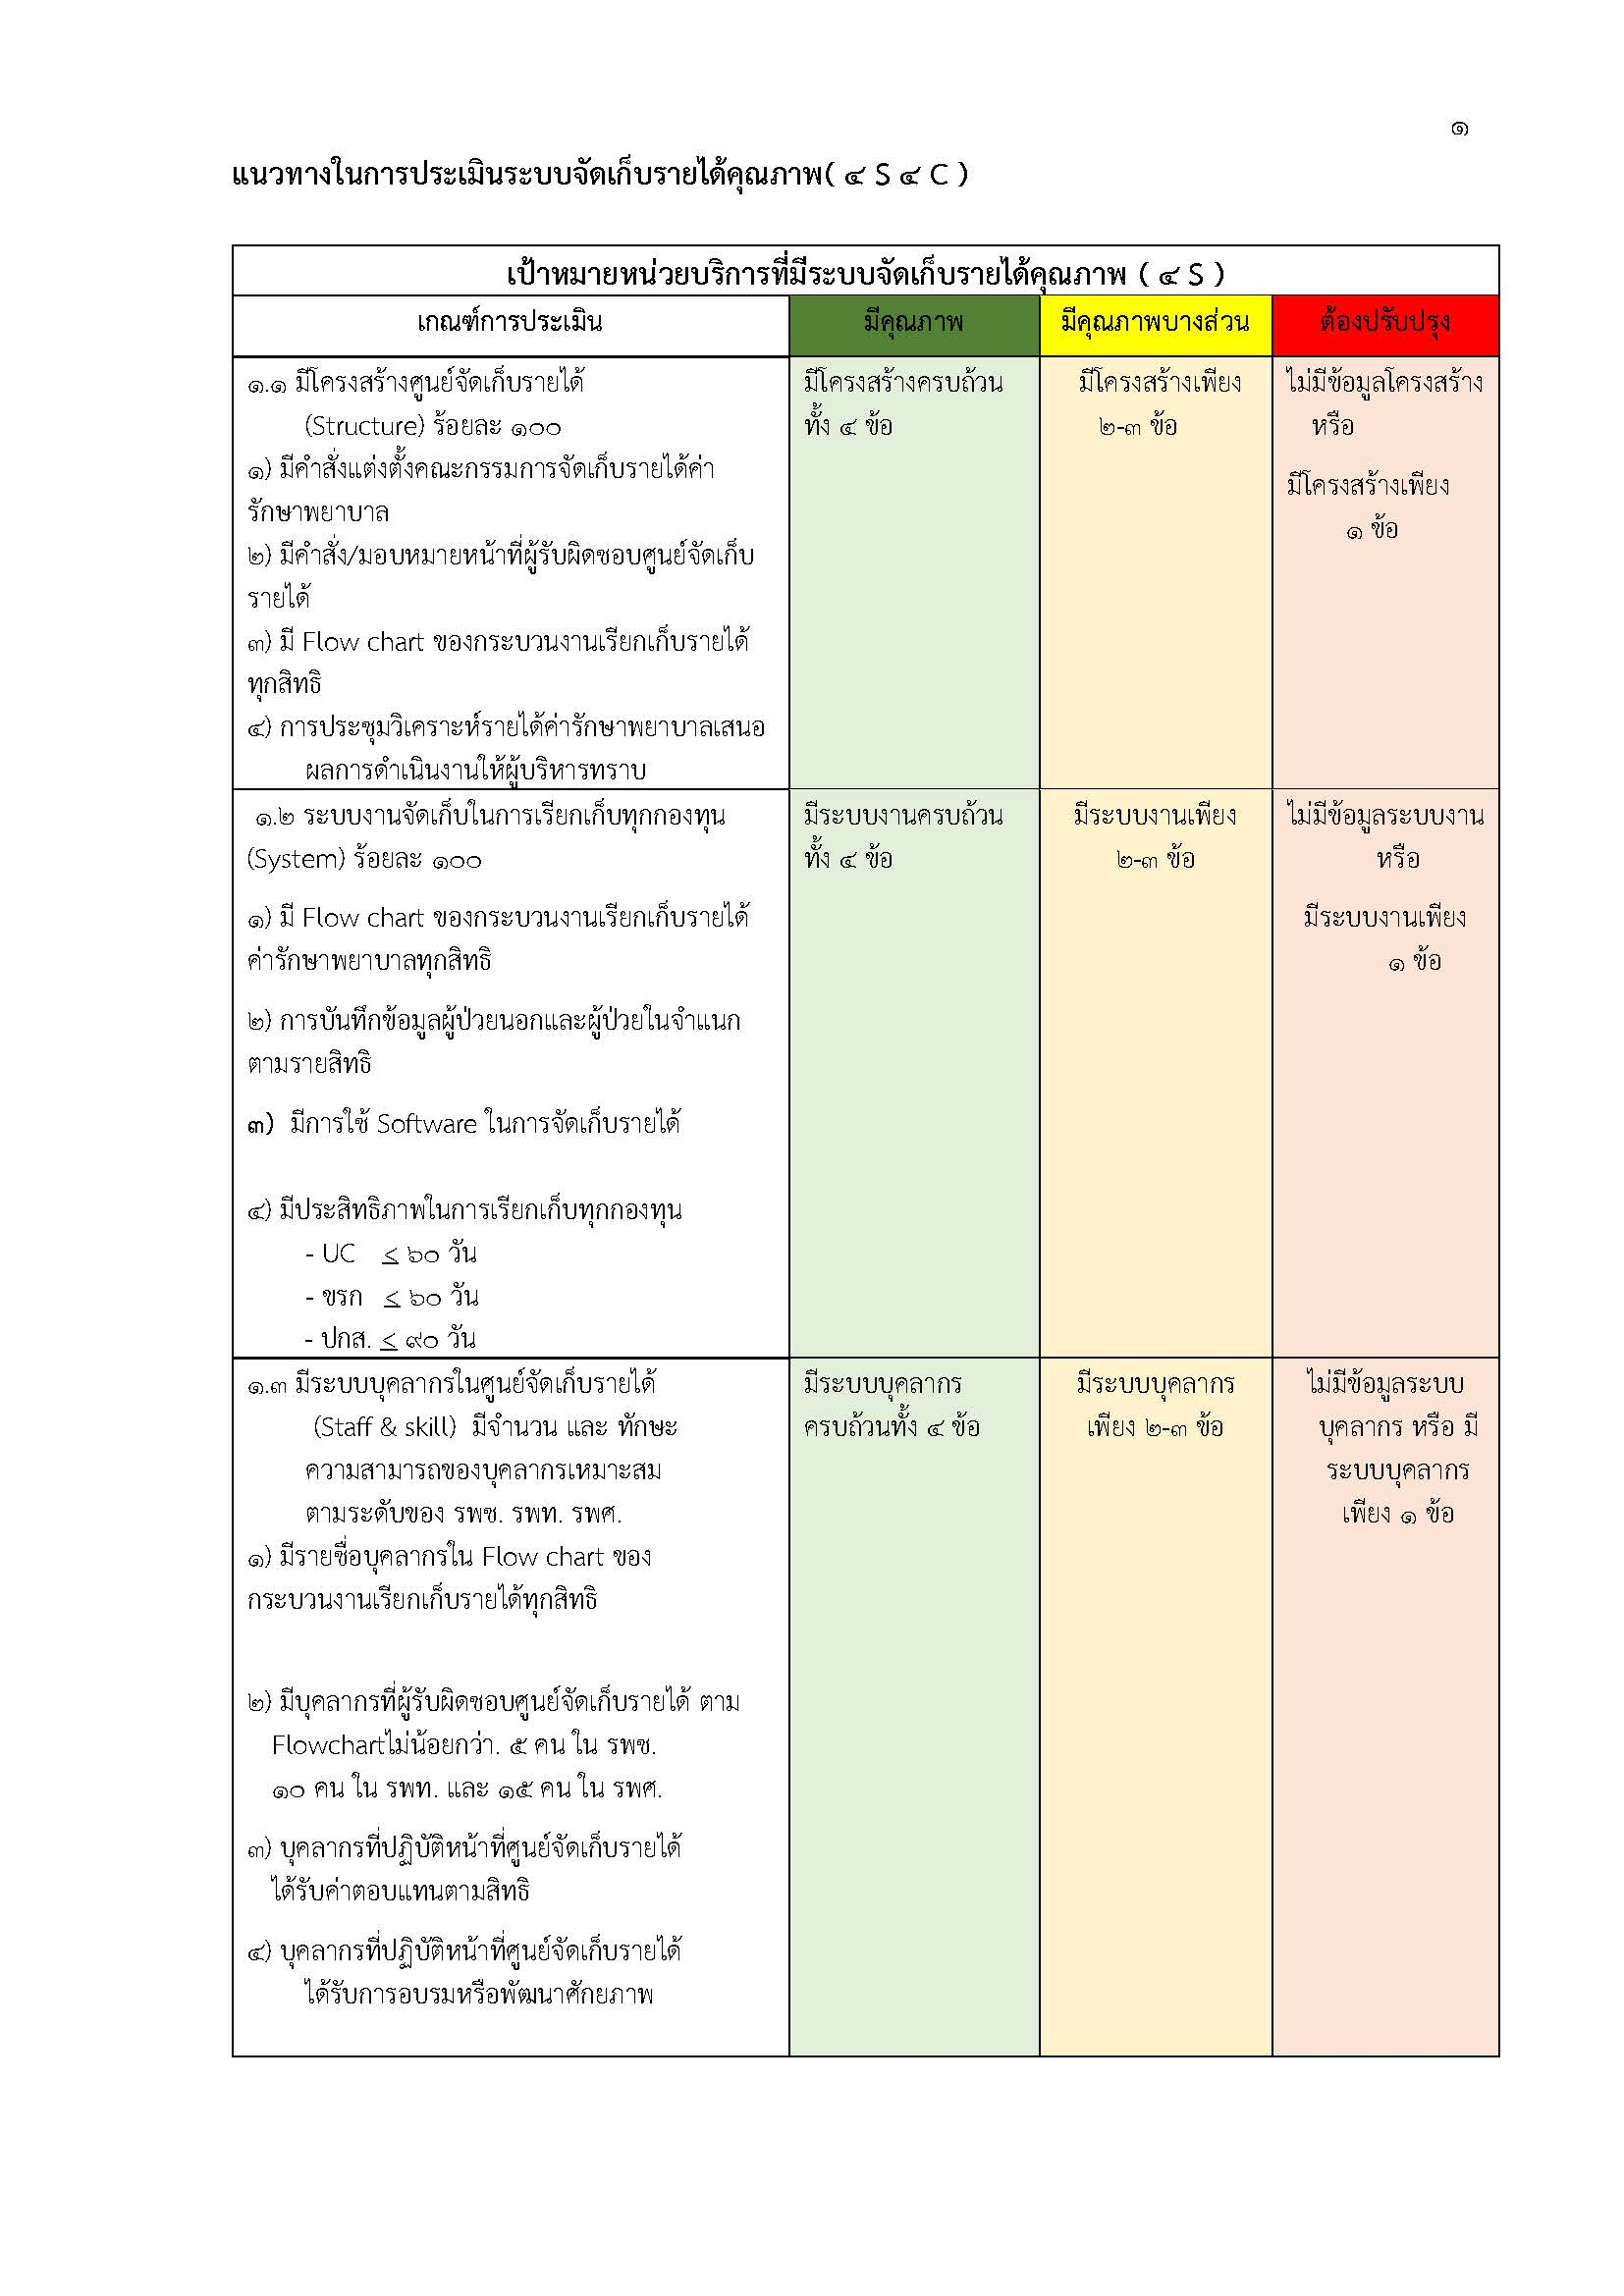 ๑
แนวทางในการประเมินระบบจัดเก็บรายได้คุณภาพ( ๔ S ๔ C )
เป้าหมายหน่วยบริการที่มีระบบจัดเก็บรายได้คุณภาพ ( ๔ S )
เกณฑ์การประเมิน
มีคุณภาพ
มีคุณภาพบางส่วน
ต้องปรับปรุง
๑.๑ มีโครงสร้างศูนย์จัดเก็บรายได้
(Structure) ร้อยละ ๑๐๐
๑) มีคำสั่งแต่งตั้งคณะกรรมการจัดเก็บรายได้ค่า
รักษาพยาบาล
๒) มีคำสั่ง/มอบหมายหน้าที่ผู้รับผิดชอบศูนย์จัดเก็บ
รายได้
๓) มี Flow chart ของกระบวนงานเรียกเก็บรายได้
ทุกสิทธิ
๔) การประชุมวิเคราะห์รายได้ค่ารักษาพยาบาลเสนอ
ผลการดำเนินงานให้ผู้บริหารทราบ
มีโครงสร้างครบถ้วน
ทั้ง ๔ ข้อ
มีโครงสร้างเพียง
๒-๓ ข้อ
ไม่มีข้อมูลโครงสร้าง
หรือ
มีโครงสร้างเพียง
๑ ข้อ
๑.๒ ระบบงานจัดเก็บในการเรียกเก็บทุกกองทุน
(System) ร้อยละ ๑๐๐
๑) มี Flow chart ของกระบวนงานเรียกเก็บรายได้
ค่ารักษาพยาบาลทุกสิทธิ
๒) การบันทึกข้อมูลผู้ป่วยนอกและผู้ป่วยในจำแนก
ตามรายสิทธิ
๓) มีการใช้ Software ในการจัดเก็บรายได้
๔) มีประสิทธิภาพในการเรียกเก็บทุกกองทุน
- UC ≤ ๖๐ วัน
- ขรก ≤ ๖๐ วัน
- ปกส. ≤ ๙๐ วัน
มีระบบงานครบถ้วน
ทั้ง ๔ ข้อ
มีระบบงานเพียง
๒-๓ ข้อ
ไม่มีข้อมูลระบบงาน
หรือ
มีระบบงานเพียง
๑ ข้อ
๑.๓ มีระบบบุคลากรในศูนย์จัดเก็บรายได้
(Staff & skill) มีจำนวน และ ทักษะ
ความสามารถของบุคลากรเหมาะสม
ตามระดับของ รพช. รพท. รพศ.
๑) มีรายชื่อบุคลากรใน Flow chart ของ
กระบวนงานเรียกเก็บรายได้ทุกสิทธิ
๒) มีบุคลากรที่ผู้รับผิดชอบศูนย์จัดเก็บรายได้ ตาม
Flowchartไม่น้อยกว่า. ๕ คน ใน รพช.
๑๐ คน ใน รพท. และ ๑๕ คน ใน รพศ.
๓) บุคลากรที่ปฏิบัติหน้าที่ศูนย์จัดเก็บรายได้
ได้รับค่าตอบแทนตามสิทธิ
๔) บุคลากรที่ปฏิบัติหน้าที่ศูนย์จัดเก็บรายได้
ได้รับการอบรมหรือพัฒนาศักยภาพ
มีระบบบุคลากร
ครบถ้วนทั้ง ๔ ข้อ
มีระบบบุคลากร
เพียง ๒-๓ ข้อ
ไม่มีข้อมูลระบบ
บุคลากร หรือ มี
ระบบบุคลากร
เพียง ๑ ข้อ